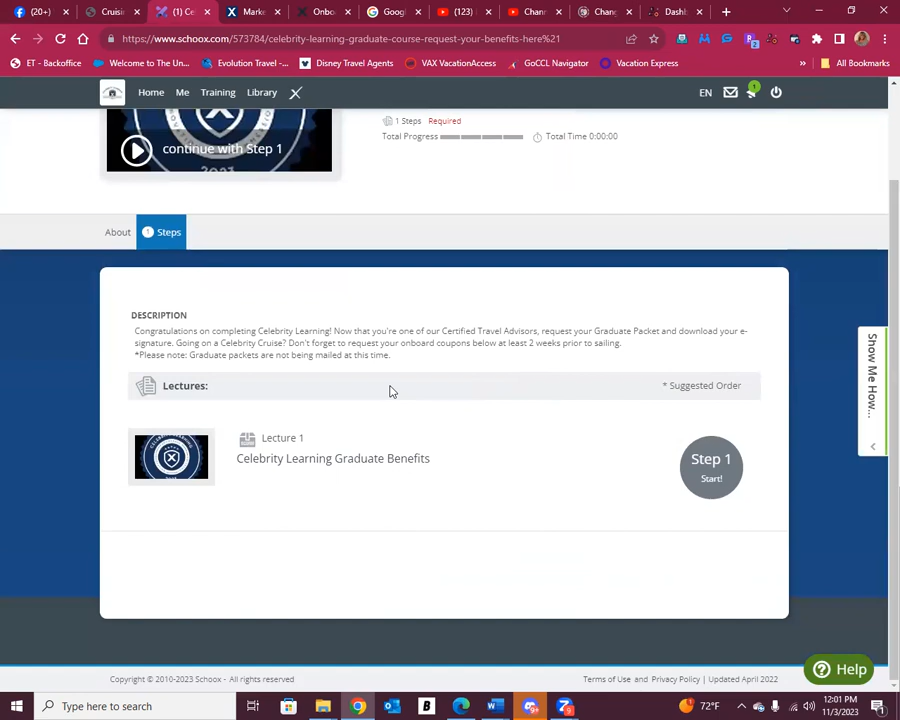 (20+)
Cruisin
(1) Ce
Marke
Onbo
Googl
(123)
Chann
Chang
Dashb
https://www.schoox.com/573784/celebrity-learning-graduate-course-request-your-benefits-here%21
ET - Backoffice
Welcome to the Un...
Evolution Travel -...
Disney Travel Agents
VAX VacationAccess
GoCCL Navigator
Vacation Express
»
All Bookmarks
Home
Me
Training
Library
EN
1
continue with Step 1
2023
1 Steps Required
Total Progress
Total Time 0:00:00
About
Steps
DESCRIPTION
Congratulations on completing Celebrity Learning! Now that you're one of our Certified Travel Advisors, request your Graduate Packet and download your e-
signature. Going on a Celebrity Cruise? Don't forget to request your onboard coupons below at least 2 weeks prior to sailing.
*Please note: Graduate packets are not being mailed at this time.
Lectures:
* Suggested Order
Lecture 1
Celebrity Learning Graduate Benefits
Step 1
Start!
Show Me How...
Help
Copyright © 2010-2023 Schoox - All rights reserved
Terms of Use and Privacy Policy | Updated April 2022
Type here to search
72°F
12:01 PM
11/3/2023